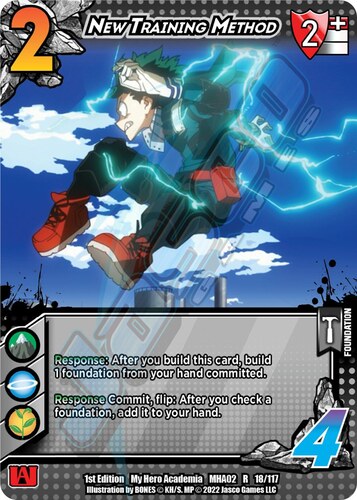 2
NEW TRAINING METHOD
2 +
FOUNDATION
Response: After you build this card, build
1 foundation from your hand committed.
Response Commit, flip: After you check a
foundation, add it to your hand.
4
1st Edition My Hero Academia MHA02 R 18/117
Illustration by BONES © KH/S. MP © 2022 Jasco Games LLC